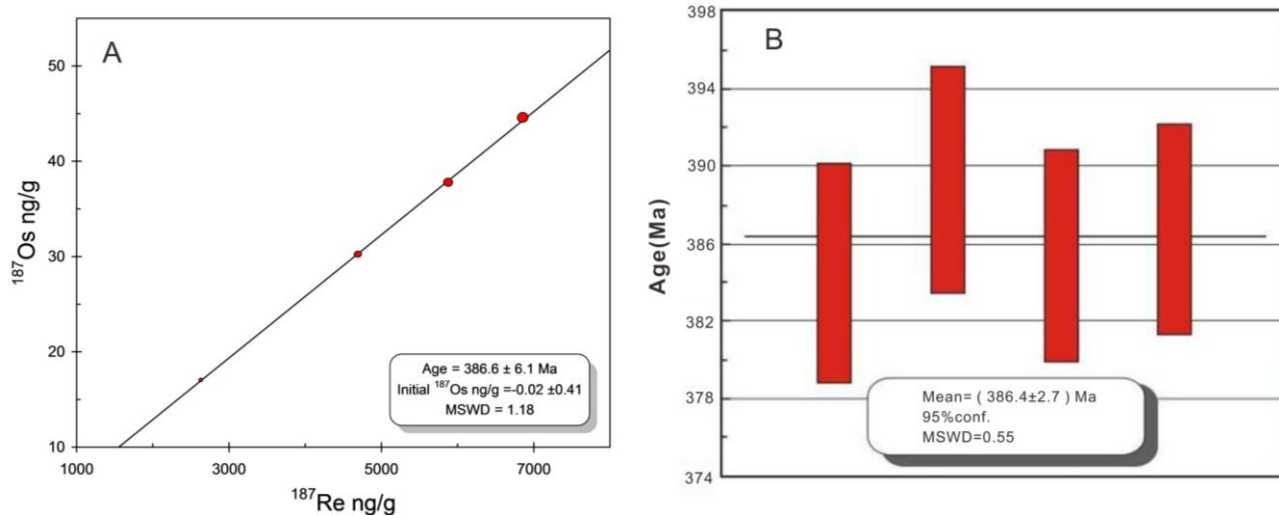 A
¹⁸⁷Os ng/g
50
40
30
20
10
1000
3000
5000
7000
¹⁸⁷Re ng/g
Age = 386.6 ± 6.1 Ma
Initial ¹⁸⁷Os ng/g =-0.02 ±0.41
MSWD = 1.18
B
Age(Ma)
398
394
390
386
382
378
374
Mean= ( 386.4±2.7 ) Ma
95%conf.
MSWD=0.55